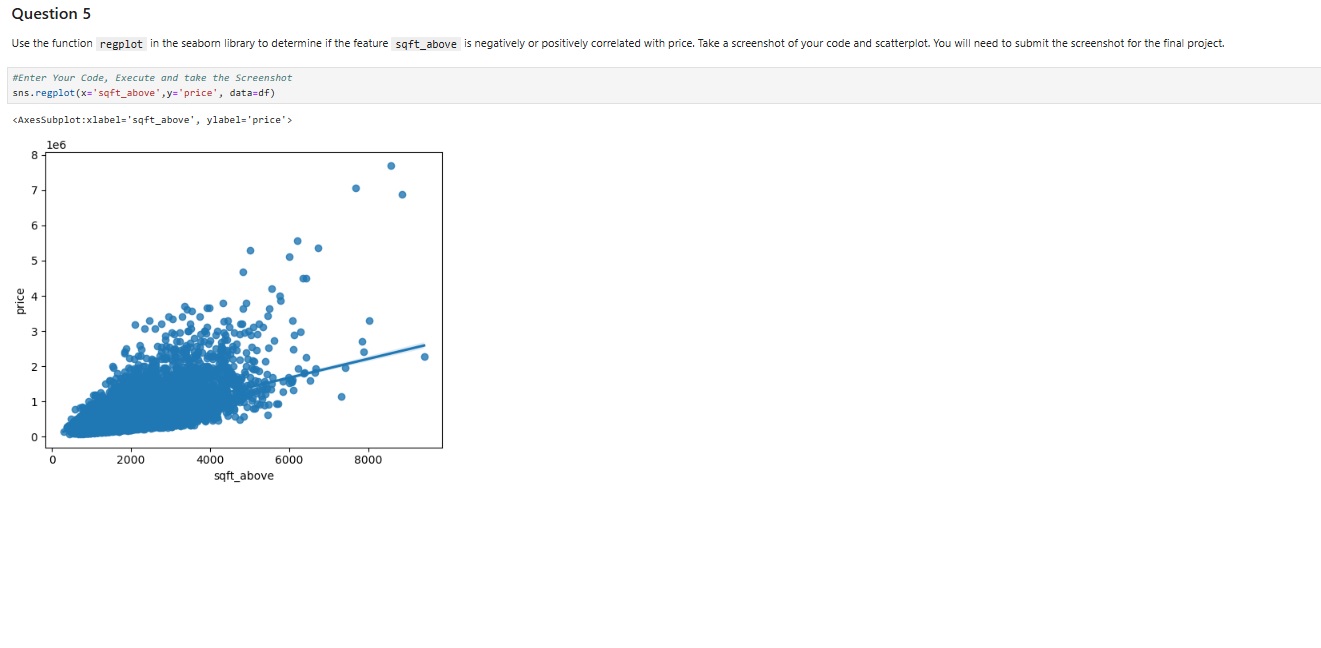 Question 5
Use the function regplot in the seaborn library to determine if the feature sqft_above is negatively or positively correlated with price. Take a screenshot of your code and scatterplot. You will need to submit the screenshot for the final project.
#Enter Your Code, Execute and take the Screenshot
sns.regplot(x='sqft_above',y='price', data=df)
<AxesSubplot:xlabel='sqft_above', ylabel='price'>
1e6
8
7
6
5
4
3
2
1
0
price
0 2000 4000 6000 8000
sqft_above